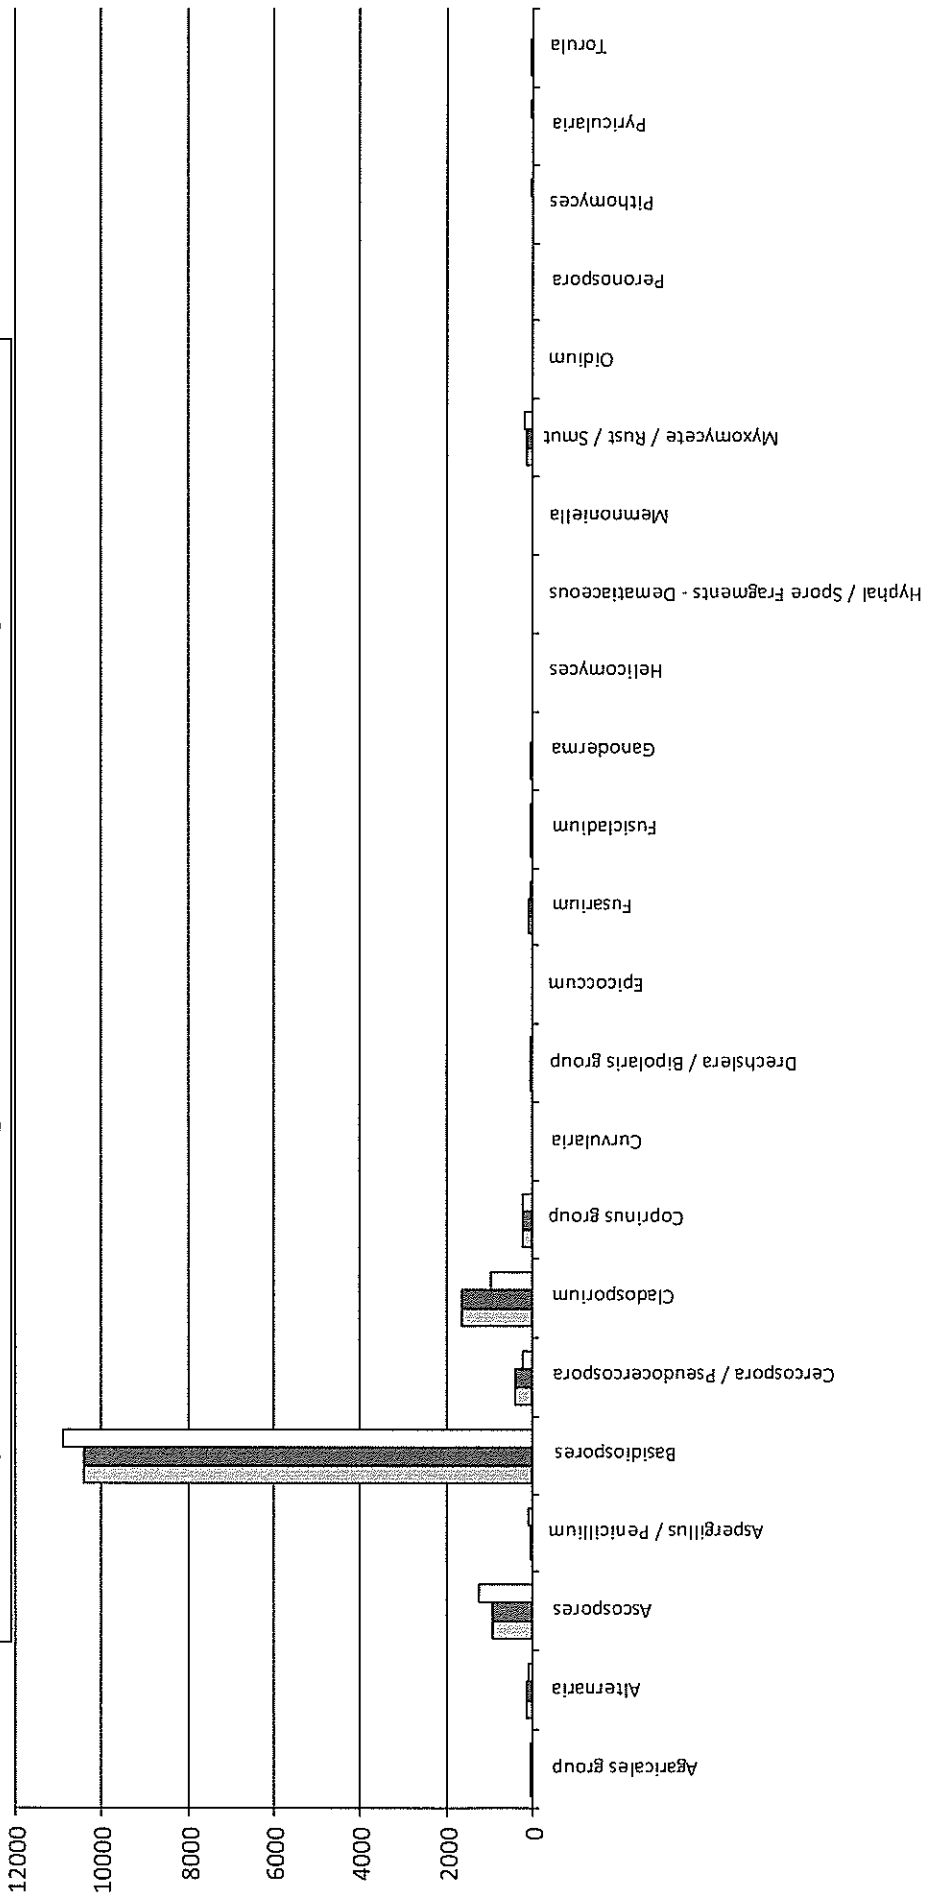 12000
10000
8000
6000
4000
2000
0
Agaricales group
Alternaria
Ascospores
Aspergillus / Penicillium
Basidiospores
Cercospora / Pseudocercospora
Cladosporium
Coprinus group
Curvularia
Drechslera / Bipolaris group
Epicoccum
Fusarium
Fusicladium
Ganoderma
Helicomyces
Hyphal / Spore Fragments - Dematiaceous
Memnoniella
Myxomycete / Rust / Smut
Oidium
Peronospora
Pithomyces
Pyricularia
Torula